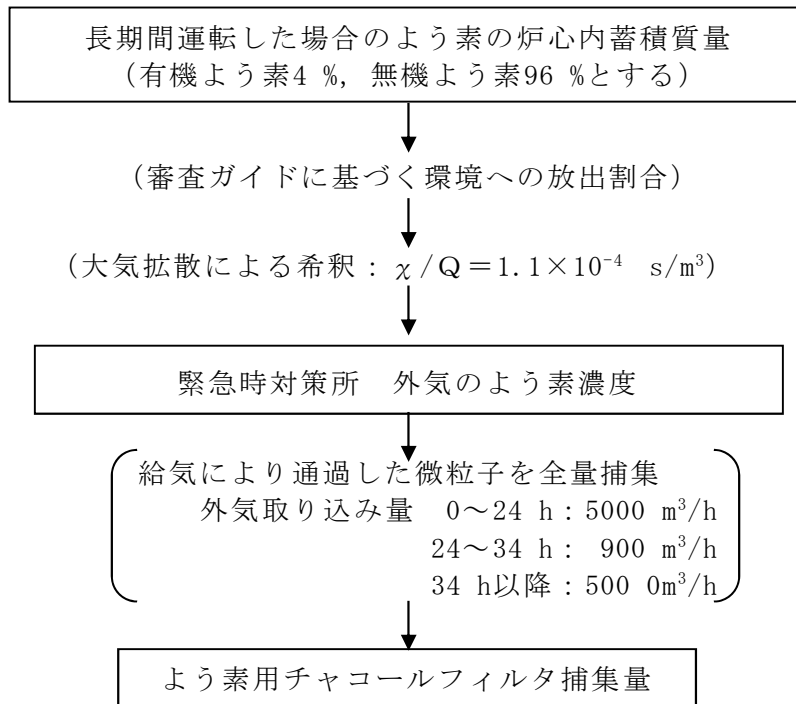 長期間運転した場合のよう素の炉心内蓄積質量
（有機よう素4 %，無機よう素96 %とする）
（審査ガイドに基づく環境への放出割合）
（大気拡散による希釈：χ/Q＝1.1×10⁻⁴ s/m³）
緊急時対策所　外気のよう素濃度
給気により通過した微粒子を全量捕集
外気取り込み量　0～24 h：5000 m³/h
24～34 h： 900 m³/h
34 h以降：500 0m³/h
よう素用チャコールフィルタ捕集量